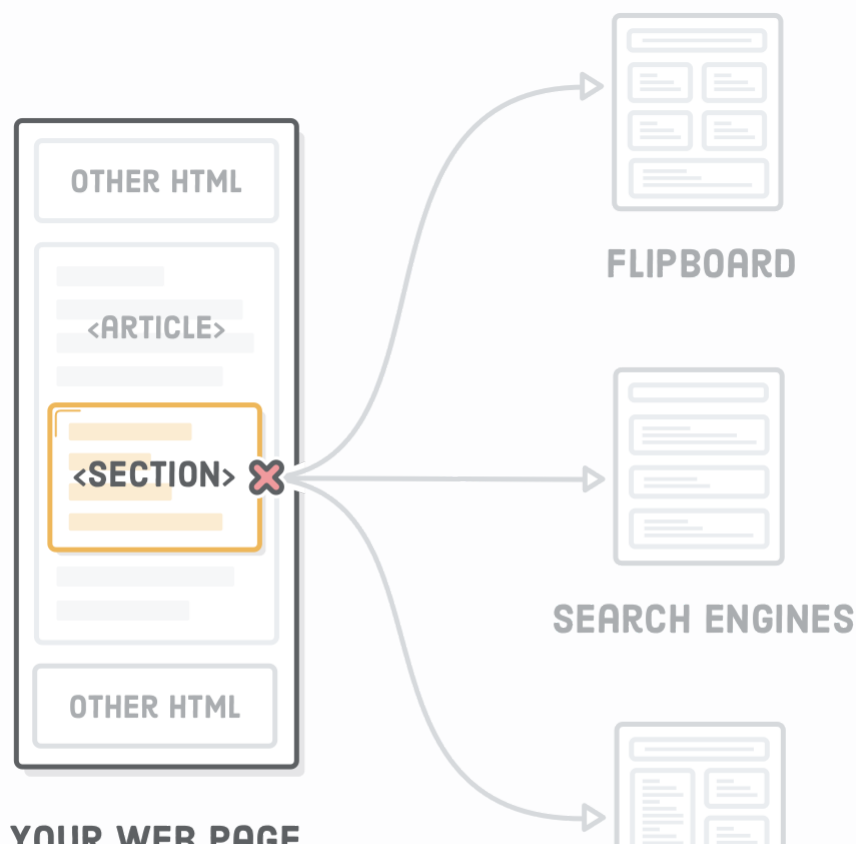 OTHER HTML
<ARTICLE>
<SECTION>
OTHER HTML
YOUR WEB PAGE
FLIPBOARD
SEARCH ENGINES